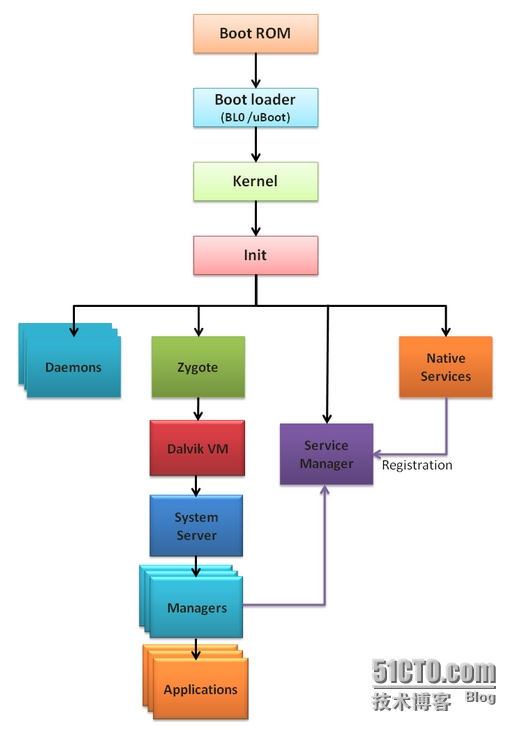 Boot ROM
Boot loader
(BL0 /uBoot)
Kernel
Init
Daemons
Zygote
Native
Services
Dalvik VM
Service
Manager
Registration
System
Server
Managers
Applications
51CTO.com
技术博客 Blog